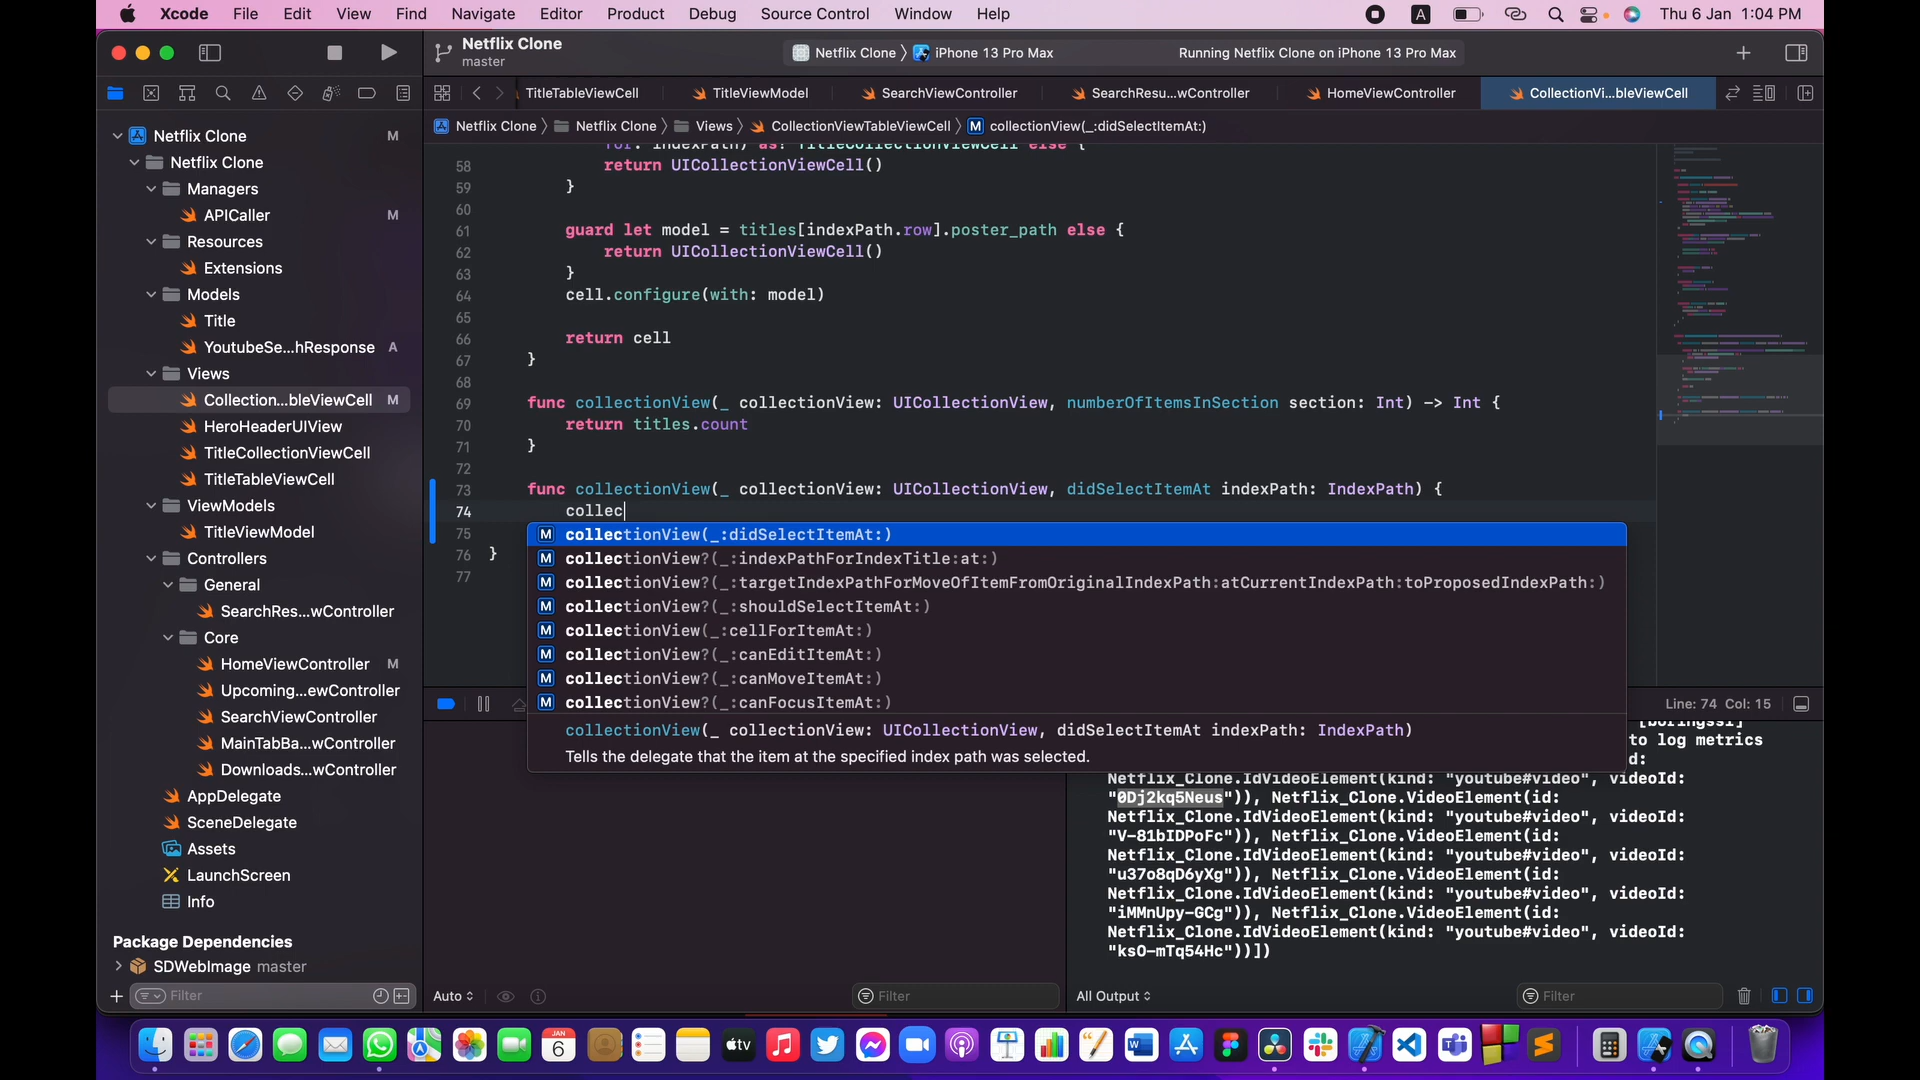 Xcode File Edit View Find Navigate Editor Product Debug Source Control Window Help
A
Thu 6 Jan 1:04 PM
Netflix Clone
master
Netflix Clone 〉 iPhone 13 Pro Max
Running Netflix Clone on iPhone 13 Pro Max
TitleTableViewCell
TitleViewModel
SearchViewController
SearchResu...wController
HomeViewController
CollectionVi...bleViewCell
Netflix Clone 〉 Netflix Clone 〉 Views 〉 CollectionViewTableViewCell 〉 M collectionView(_:didSelectItemAt:)
Netflix Clone M
Netflix Clone
Managers
APICaller M
Resources
Extensions
Models
Title
YoutubeSe...hResponse A
Views
Collection...bleViewCell M
HeroHeaderUIView
TitleCollectionViewCell
TitleTableViewCell
ViewModels
TitleViewModel
Controllers
General
SearchRes...wController
Core
HomeViewController M
Upcoming...ewController
SearchViewController
MainTabBa...wController
Downloads...wController
AppDelegate
SceneDelegate
Assets
LaunchScreen
Info
Package Dependencies
SDWebImage master
Filter
for: indexPath) as? TitleCollectionViewCell else {
58 return UICollectionViewCell()
59 }
60
61 guard let model = titles[indexPath.row].poster_path else {
62 return UICollectionViewCell()
63 }
64 cell.configure(with: model)
65
66 return cell
67 }
68
69 func collectionView(_ collectionView: UICollectionView, numberOfItemsInSection section: Int) -> Int {
70 return titles.count
71 }
72
73 func collectionView(_ collectionView: UICollectionView, didSelectItemAt indexPath: IndexPath) {
74 collec
75
76 }
77
M collectionView(_:didSelectItemAt:)
M collectionView?(_:indexPathForIndexTitle:at:)
M collectionView?(_:targetIndexPathForMoveOfItemFromOriginalIndexPath:atCurrentIndexPath:toProposedIndexPath:)
M collectionView?(_:shouldSelectItemAt:)
M collectionView(_:cellForItemAt:)
M collectionView?(_:canEditItemAt:)
M collectionView?(_:canMoveItemAt:)
M collectionView?(_:canFocusItemAt:)
collectionView(_ collectionView: UICollectionView, didSelectItemAt indexPath: IndexPath)
Tells the delegate that the item at the specified index path was selected.
Line: 74 Col: 15
[boringssl]
to log metrics
d:
Netflix_Clone.IdVideoElement(kind: "youtube#video", videoId:
"0Dj2kq5Neus")), Netflix_Clone.VideoElement(id:
Netflix_Clone.IdVideoElement(kind: "youtube#video", videoId:
"V-81bIDPoFc")), Netflix_Clone.VideoElement(id:
Netflix_Clone.IdVideoElement(kind: "youtube#video", videoId:
"u37o8qD6yXg")), Netflix_Clone.VideoElement(id:
Netflix_Clone.IdVideoElement(kind: "youtube#video", videoId:
"iMMnUpy-GCg")), Netflix_Clone.VideoElement(id:
Netflix_Clone.IdVideoElement(kind: "youtube#video", videoId:
"ksO-mTq54Hc"))])
Auto
Filter
All Output
Filter
JAN
6
tv